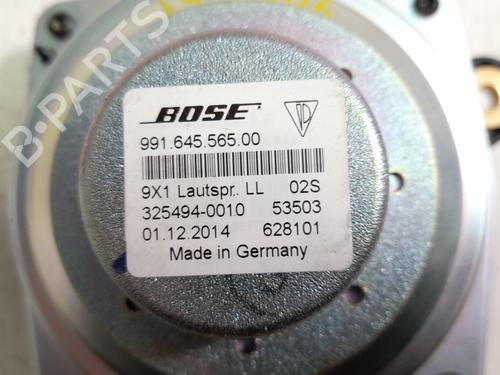 BOSE
991.645.565.00
9X1 Lautspr. LL 02S
325494-0010 53503
01.12.2014 628101
Made in Germany
B-PARTS